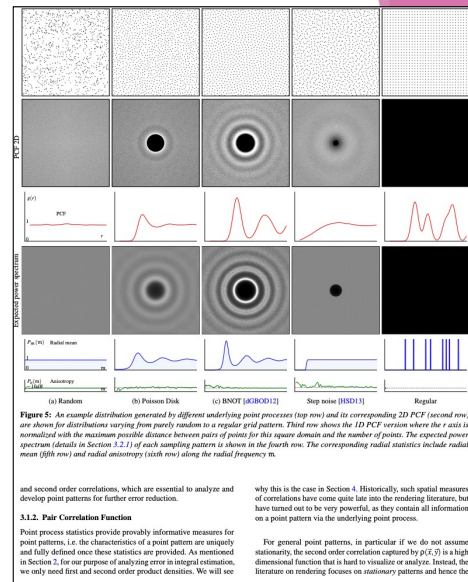 PCF 2D
g(r)
1
0
PCF
r
Expected power spectrum
Radial mean
1
0
m
Anisotropy
m
(a) Random
(b) Poisson Disk
(c) BNOT [dGBOD12]
Step noise [HSD13]
Regular
Figure 5: An example distribution generated by different underlying point processes (top row) and its corresponding 2D PCF (second row)
are shown for distributions varying from purely random to a regular grid pattern. Third row shows the 1D PCF version where the r axis is
normalized with the maximum possible distance between pairs of points for this square domain and the number of points. The expected power
spectrum (details in Section 3.2.1) of each sampling pattern is shown in the fourth row. The corresponding radial statistics include radial
mean (fifth row) and radial anisotropy (sixth row) along the radial frequency m.
and second order correlations, which are essential to analyze and
develop point patterns for further error reduction.
3.1.2. Pair Correlation Function
Point process statistics provide provably informative measures for
point patterns, i.e. the characteristics of a point pattern are uniquely
and fully defined once these statistics are provided. As mentioned
in Section 2, for our purpose of analyzing error in integral estimation,
we only need first and second order product densities. We will see
why this is the case in Section 4. Historically, such spatial measures
of correlations have come quite late into the rendering literature, but
have turned out to be very powerful, as they contain all information
on a point pattern via the underlying point process.
For general point patterns, in particular if we do not assume
stationarity, the second order correlation captured by ϱ(x⃗, y⃗) is a high
dimensional function that is hard to visualize or analyze. Instead, the
literature on rendering focuses on stationary patterns and hence the